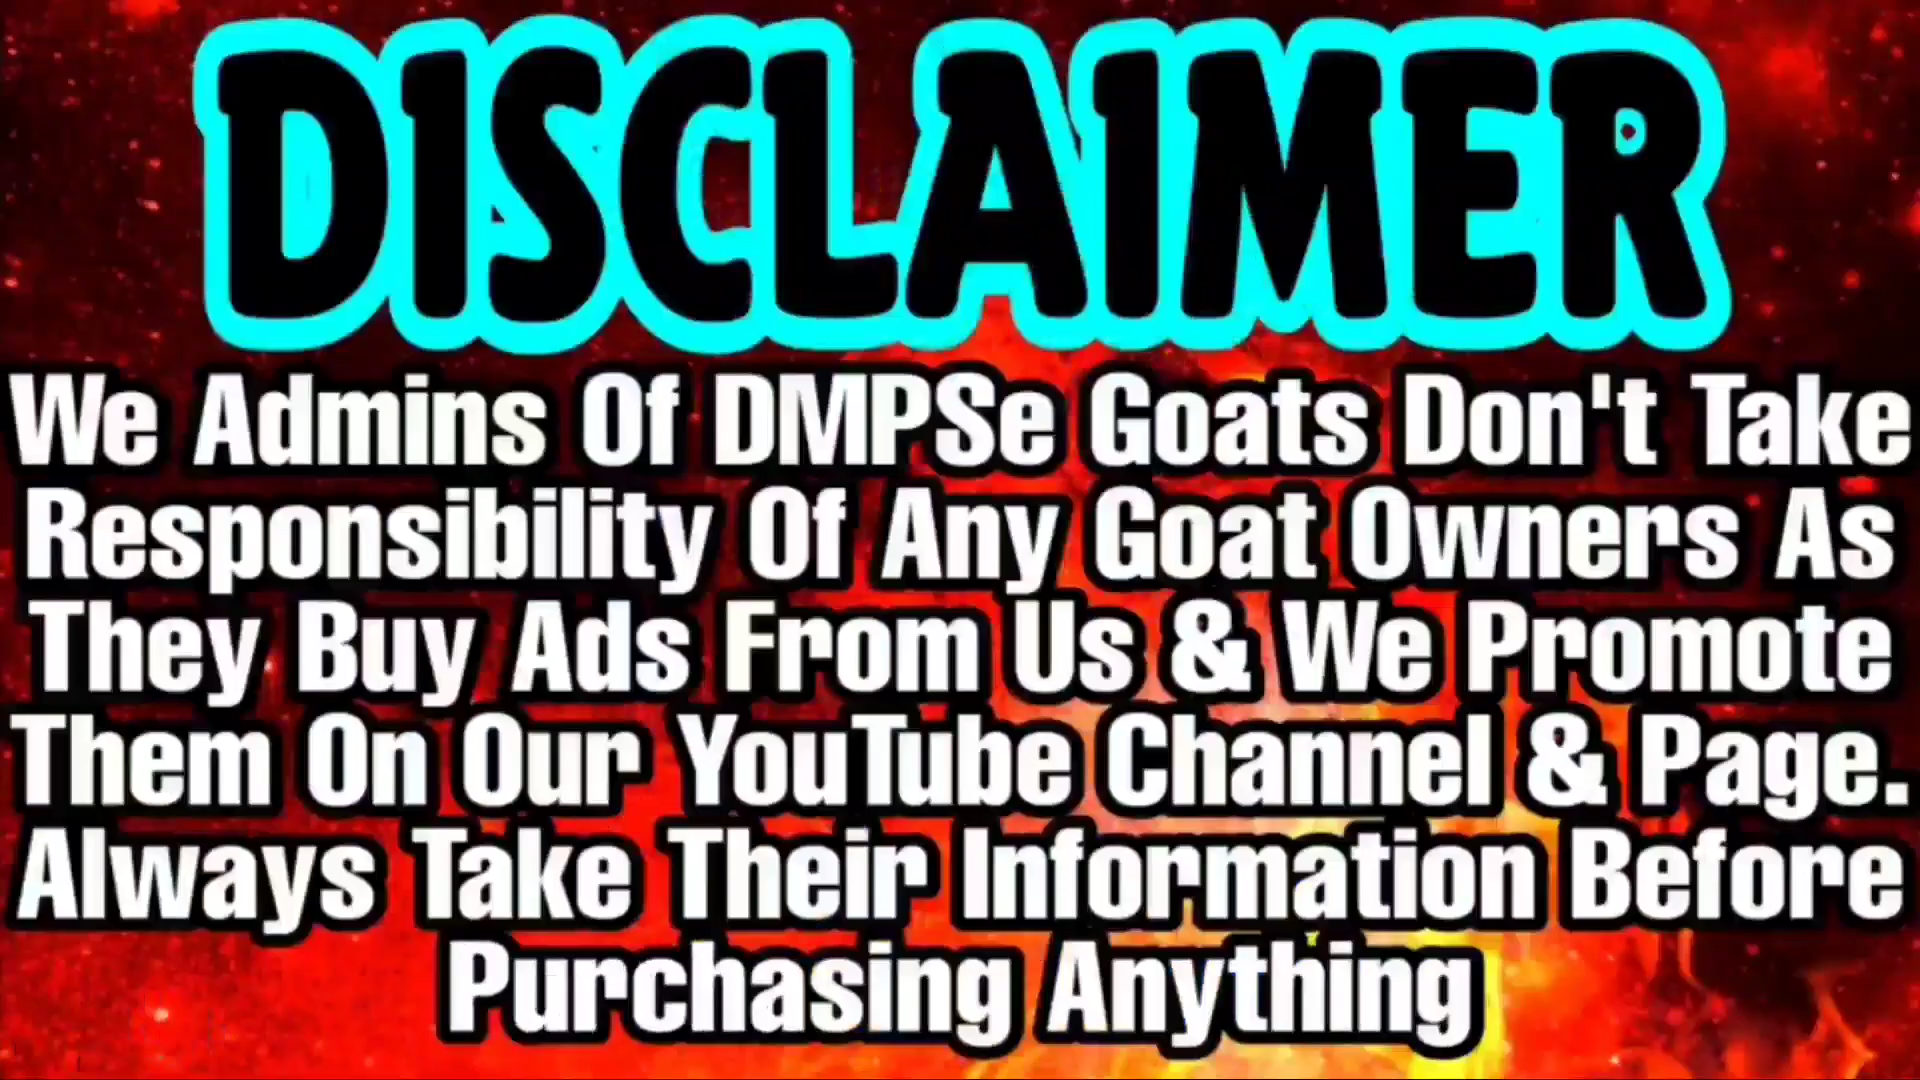 DISCLAIMER
We Admins Of DMPSe Goats Don't Take
Responsibility Of Any Goat Owners As
They Buy Ads From Us & We Promote
Them On Our YouTube Channel & Page.
Always Take Their Information Before
Purchasing Anything